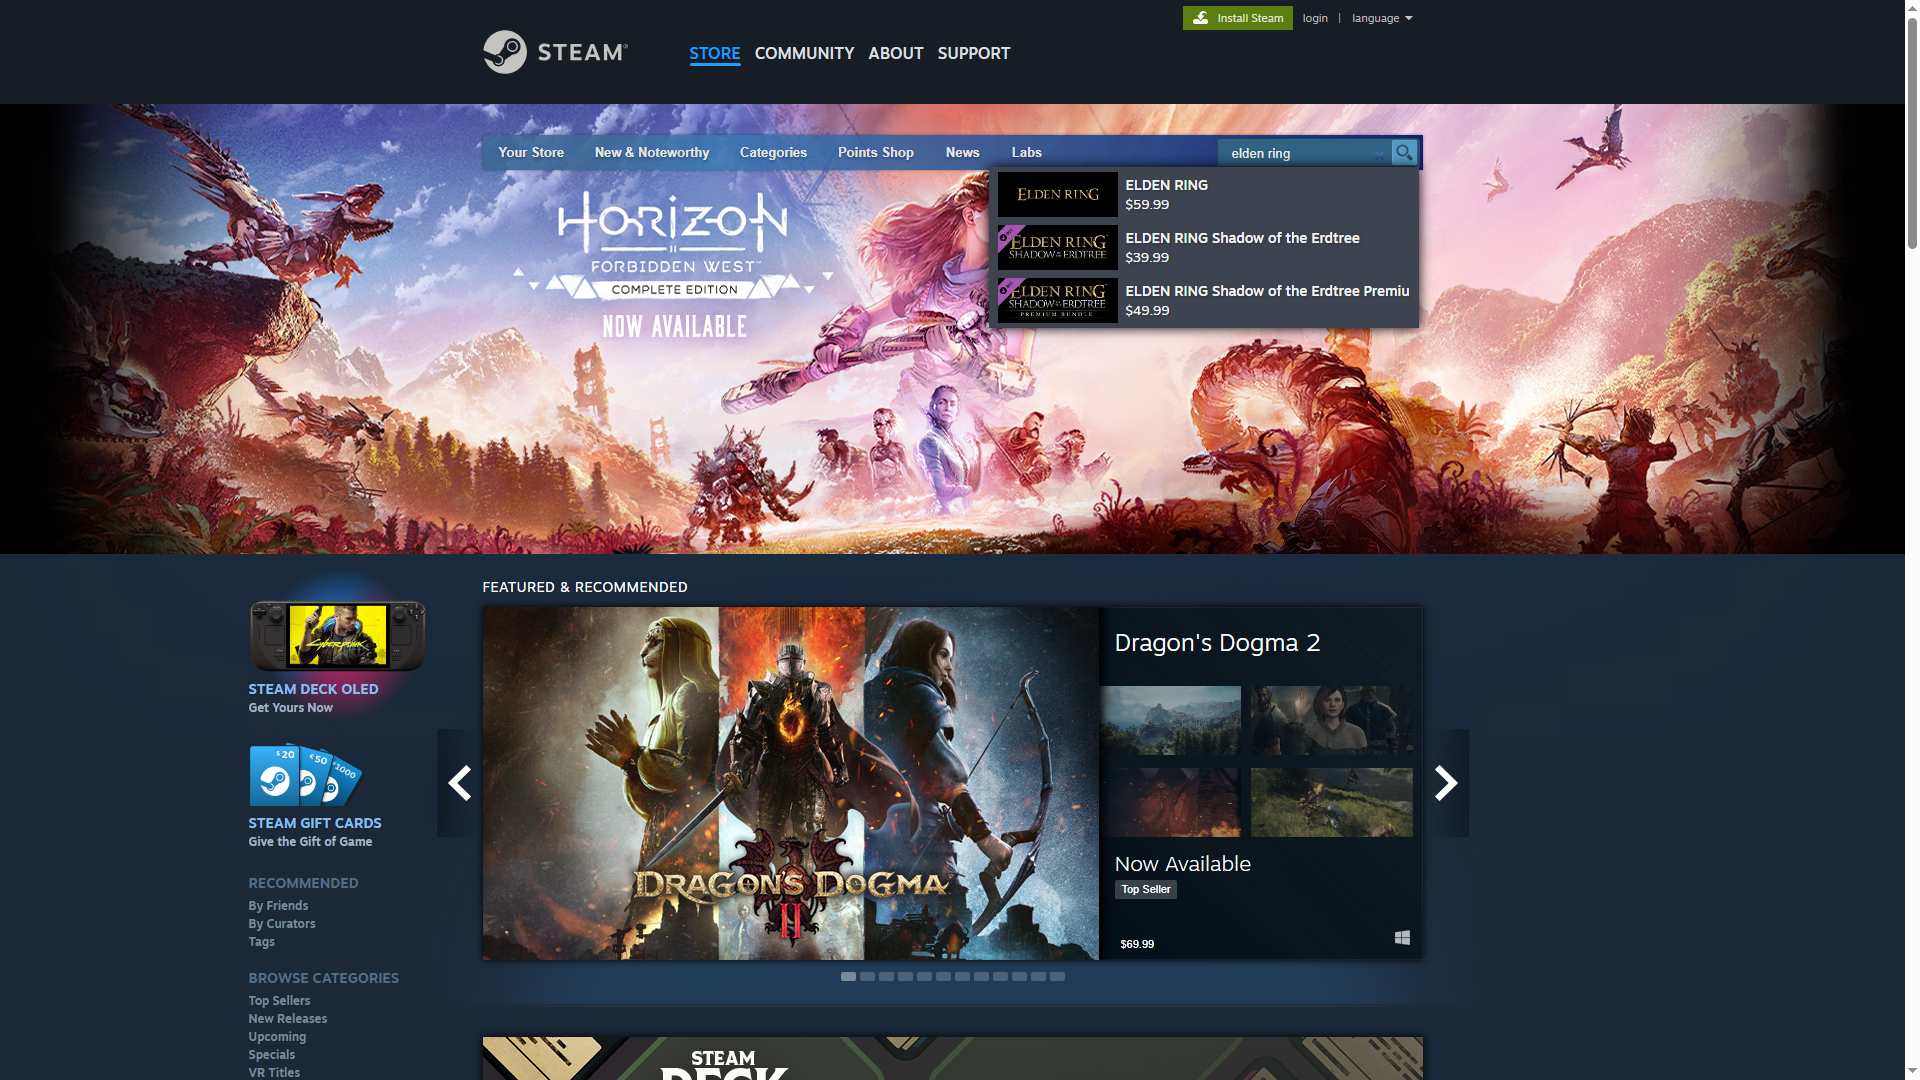 Install Steam
login | language
STEAM®
STORE COMMUNITY ABOUT SUPPORT
Your Store New & Noteworthy Categories Points Shop News Labs
elden ring
ELDEN RING
ELDEN RING
$59.99
ELDEN RING
SHADOW OF THE ERDTREE
ELDEN RING Shadow of the Erdtree
$39.99
ELDEN RING
SHADOW OF THE ERDTREE
PREMIUM BUNDLE
ELDEN RING Shadow of the Erdtree Premiu
$49.99
HORIZON
II
FORBIDDEN WEST™
COMPLETE EDITION
NOW AVAILABLE
Cyberpunk
STEAM DECK OLED
Get Yours Now
$20
€50
1000
STEAM GIFT CARDS
Give the Gift of Game
RECOMMENDED
By Friends
By Curators
Tags
BROWSE CATEGORIES
Top Sellers
New Releases
Upcoming
Specials
VR Titles
FEATURED & RECOMMENDED
DRAGON'S DOGMA
II
Dragon's Dogma 2
Now Available
Top Seller
$69.99
STEAM
DECK